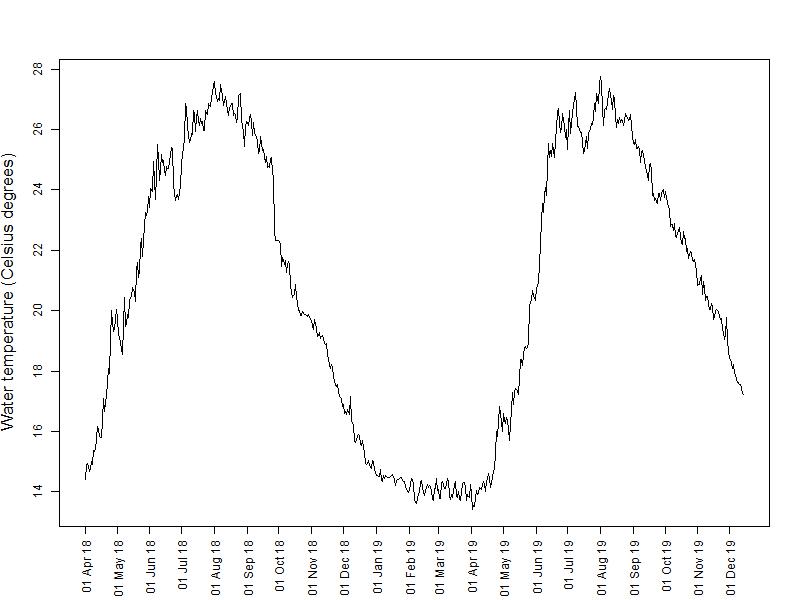 Water temperature (Celsius degrees)
28
26
24
22
20
18
16
14
01 Apr 18
01 May 18
01 Jun 18
01 Jul 18
01 Aug 18
01 Sep 18
01 Oct 18
01 Nov 18
01 Dec 18
01 Jan 19
01 Feb 19
01 Mar 19
01 Apr 19
01 May 19
01 Jun 19
01 Jul 19
01 Aug 19
01 Sep 19
01 Oct 19
01 Nov 19
01 Dec 19